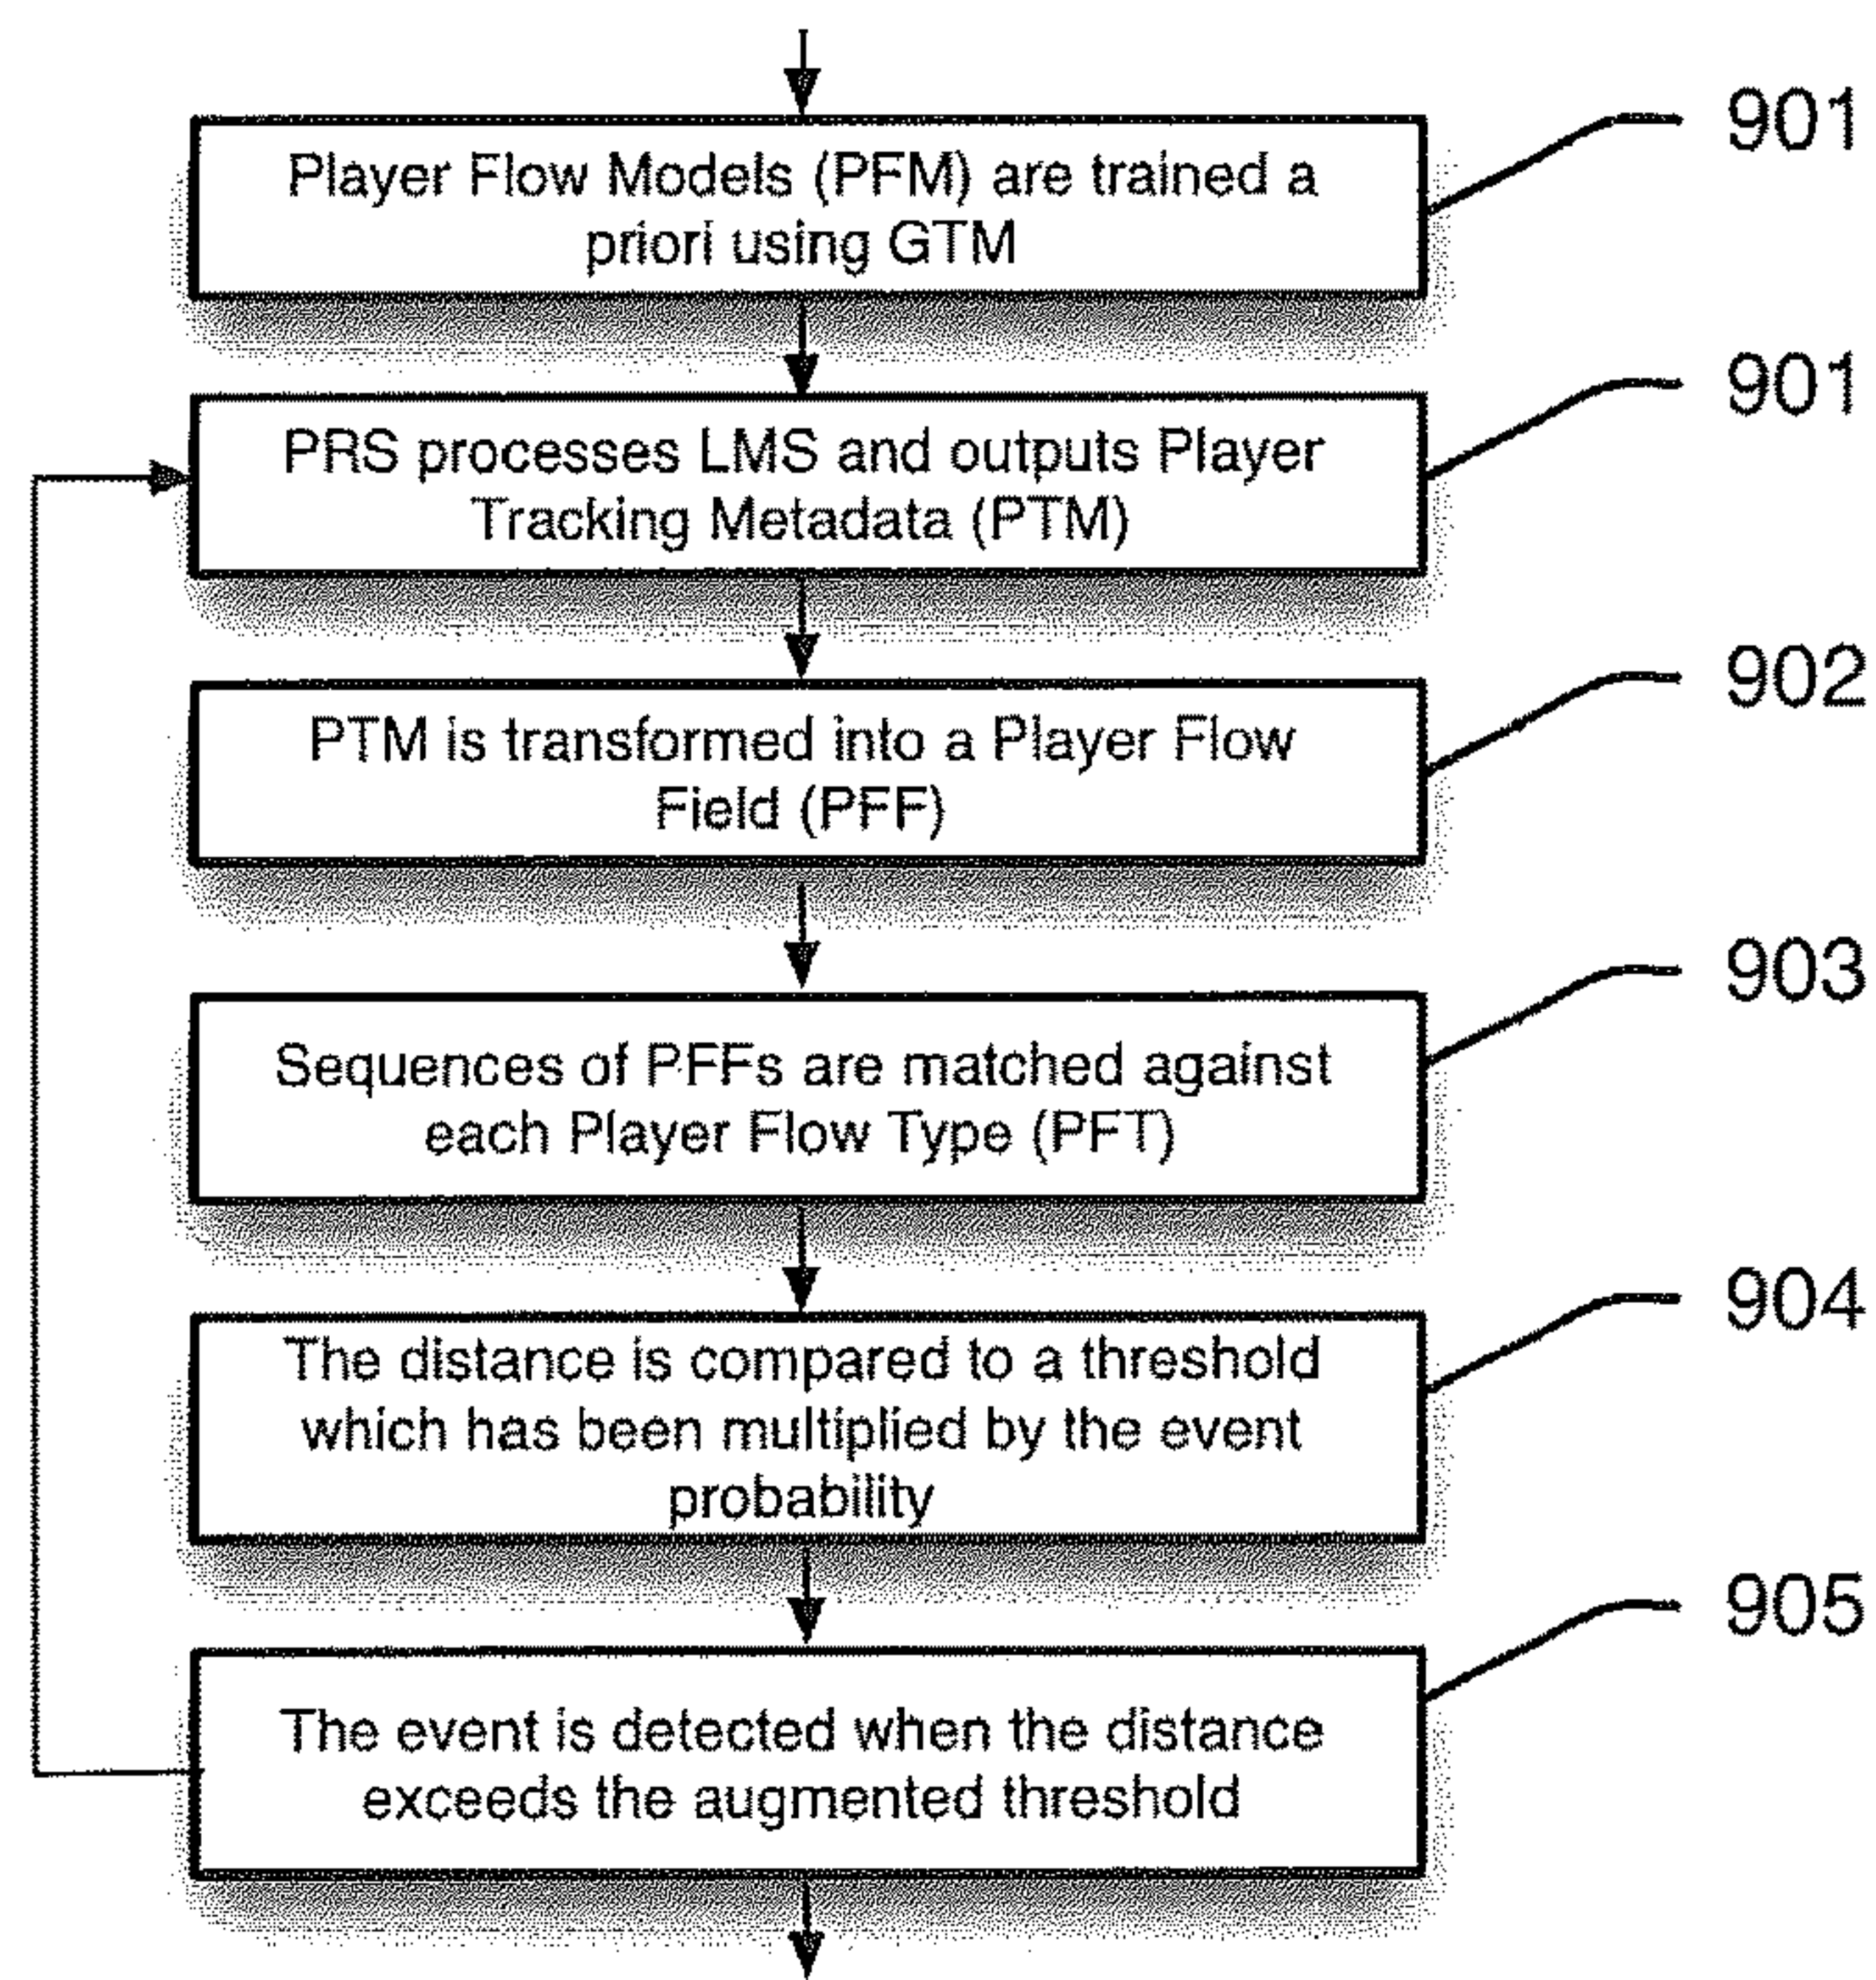 Player Flow Models (PFM) are trained a
priori using GTM
901
PRS processes LMS and outputs Player
Tracking Metadata (PTM)
901
PTM is transformed into a Player Flow
Field (PFF)
902
Sequences of PFFs are matched against
each Player Flow Type (PFT)
903
The distance is compared to a threshold
which has been multiplied by the event
probability
904
The event is detected when the distance
exceeds the augmented threshold
905